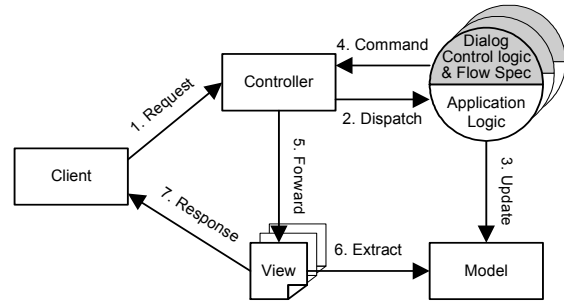 4. Command
Dialog
Control logic
& Flow Spec
Controller
1. Request
2. Dispatch
Application
Logic
Client
5. Forward
3. Update
7. Response
View
6. Extract
Model